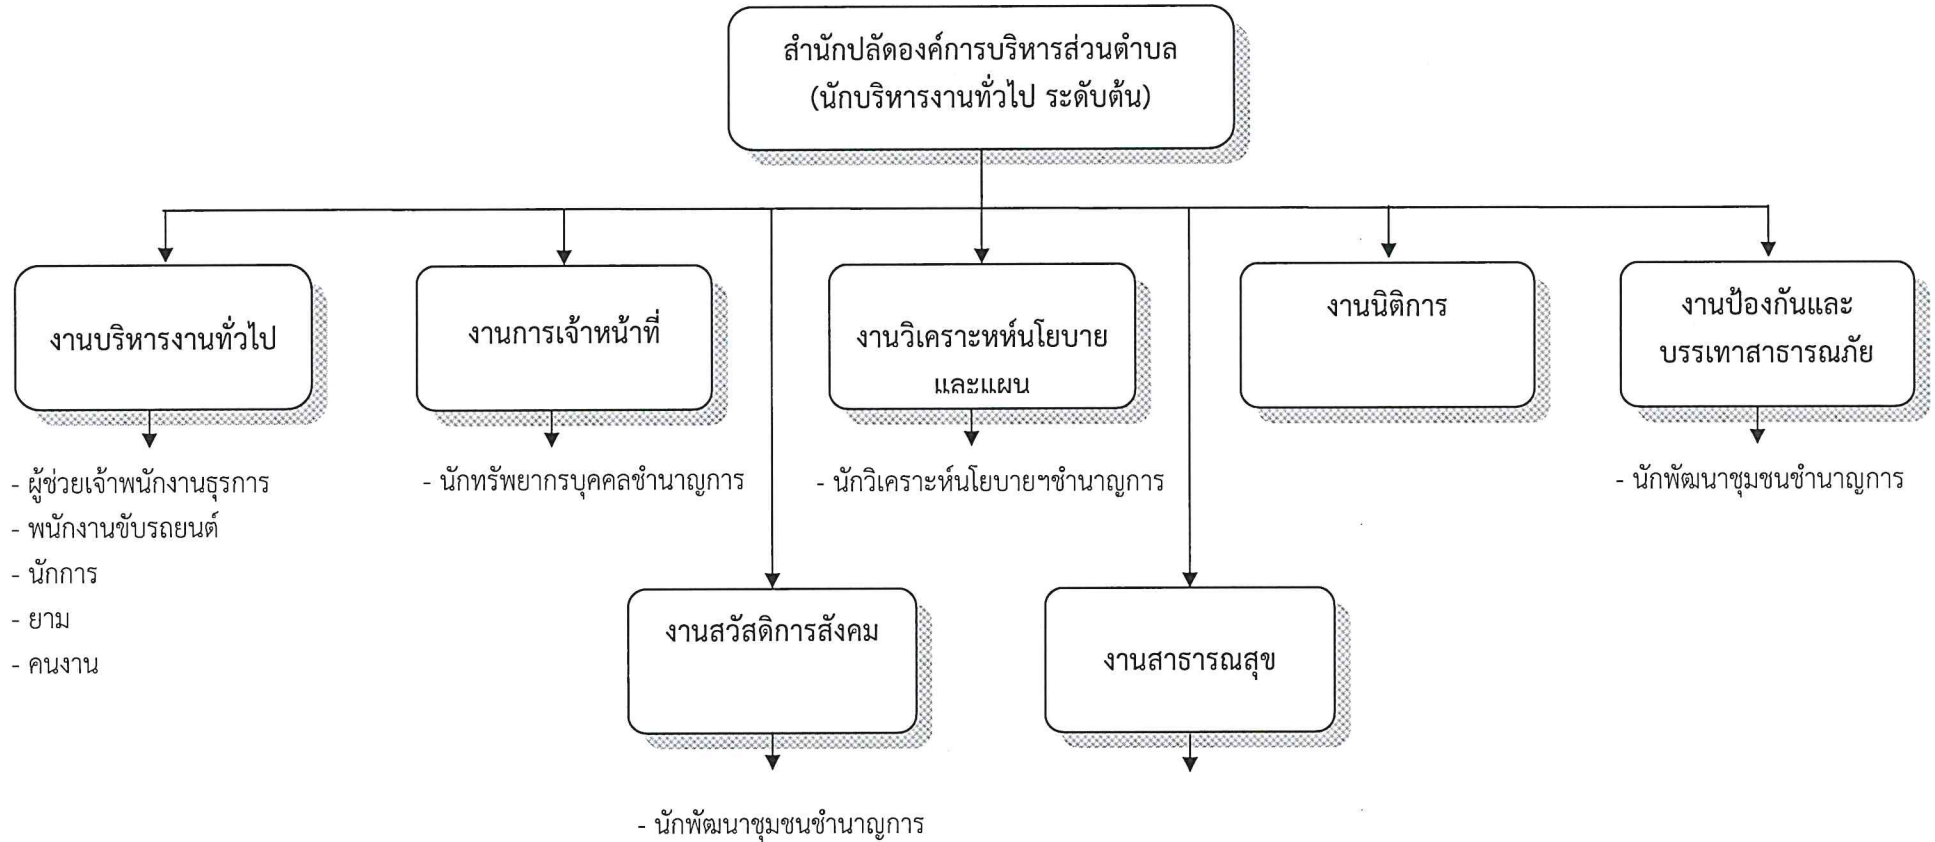 สำนักปลัดองค์การบริหารส่วนตำบล
(นักบริหารงานทั่วไป ระดับต้น)
งานบริหารงานทั่วไป
งานการเจ้าหน้าที่
งานวิเคราะหห์นโยบาย
และแผน
งานนิติการ
งานป้องกันและ
บรรเทาสาธารณภัย
- ผู้ช่วยเจ้าพนักงานธุรการ
- พนักงานขับรถยนต์
- นักการ
- ยาม
- คนงาน
- นักทรัพยากรบุคคลชำนาญการ
- นักวิเคราะห์นโยบายฯชำนาญการ
- นักพัฒนาชุมชนชำนาญการ
งานสวัสดิการสังคม
งานสาธารณสุข
- นักพัฒนาชุมชนชำนาญการ